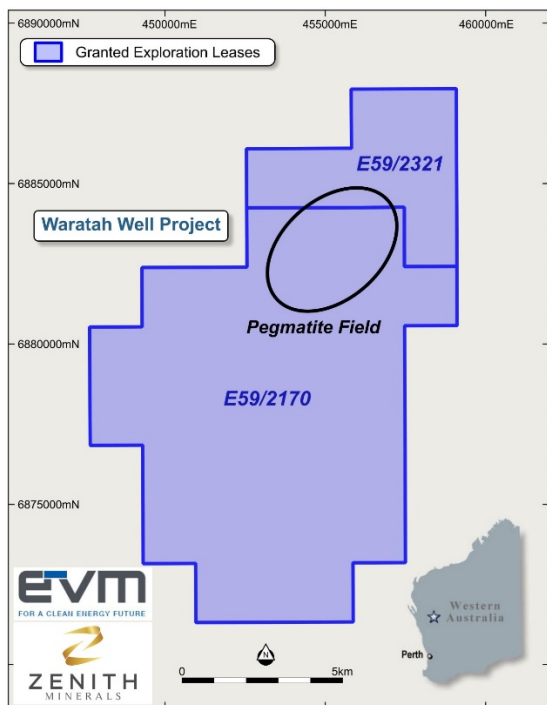 450000mE
455000mE
460000mE
6890000mN
Granted Exploration Leases
E59/2321
6885000mN
Waratah Well Project
Pegmatite Field
6880000mN
E59/2170
6875000mN
EVM
FOR A CLEAN ENERGY FUTURE
ZENITH
MINERALS
N
0
5km
Western
Australia
Perth